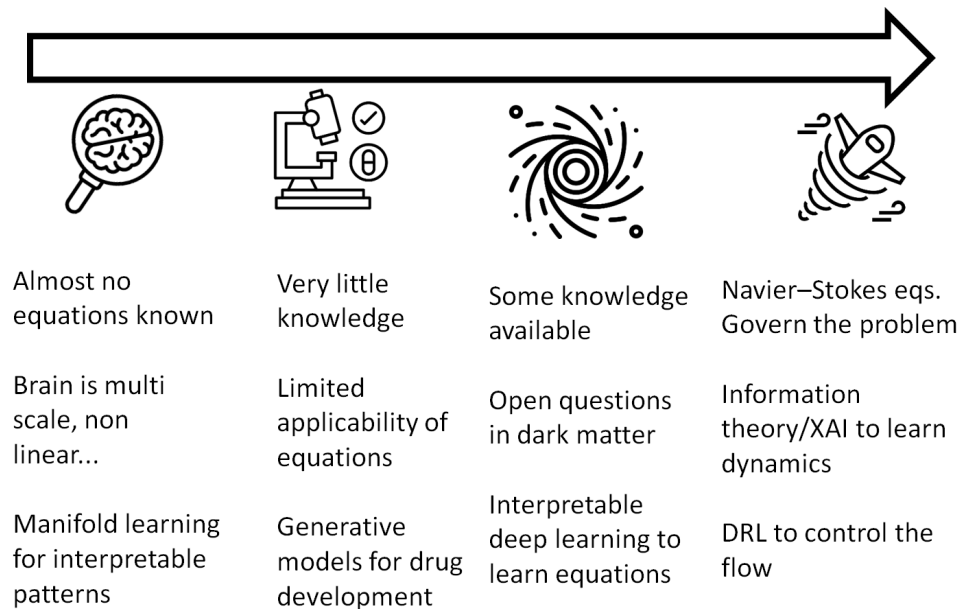 Almost no
equations known
Brain is multi
scale, non
linear...
Manifold learning
for interpretable
patterns
Very little
knowledge
Limited
applicability of
equations
Generative
models for drug
development
Some knowledge
available
Open questions
in dark matter
Interpretable
deep learning to
learn equations
Navier–Stokes eqs.
Govern the problem
Information
theory/XAI to learn
dynamics
DRL to control the
flow